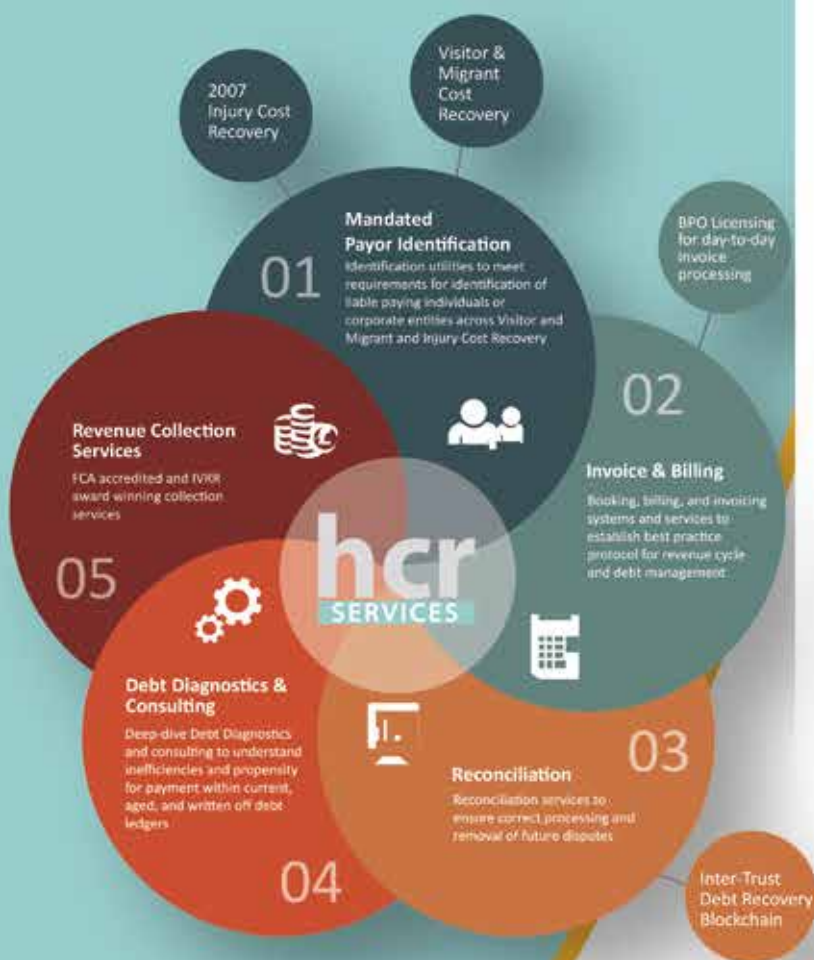 2007
Injury Cost
Recovery
Visitor &
Migrant
Cost
Recovery
BPO Licensing
for day-to-day
invoice
processing
01
Mandated
Payor Identification
Identification utilities to meet
requirements for identification of
liable paying individuals or
corporate entities across Visitor and
Migrant and Injury Cost Recovery
02
Invoice & Billing
Booking, billing, and invoicing
systems and services to
establish best practice
protocol for revenue cycle
and debt management
hcr
SERVICES
03
Reconciliation
Reconciliation services to
ensure correct processing and
removal of future disputes
Inter-Trust
Debt Recovery
Blockchain
Debt Diagnostics &
Consulting
Deep-dive Debt Diagnostics
and consulting to understand
inefficiencies and propensity
for payment within current,
aged, and written off debt
ledgers
04
Revenue Collection
Services
FCA accredited and IVRR
award winning collection
services
05